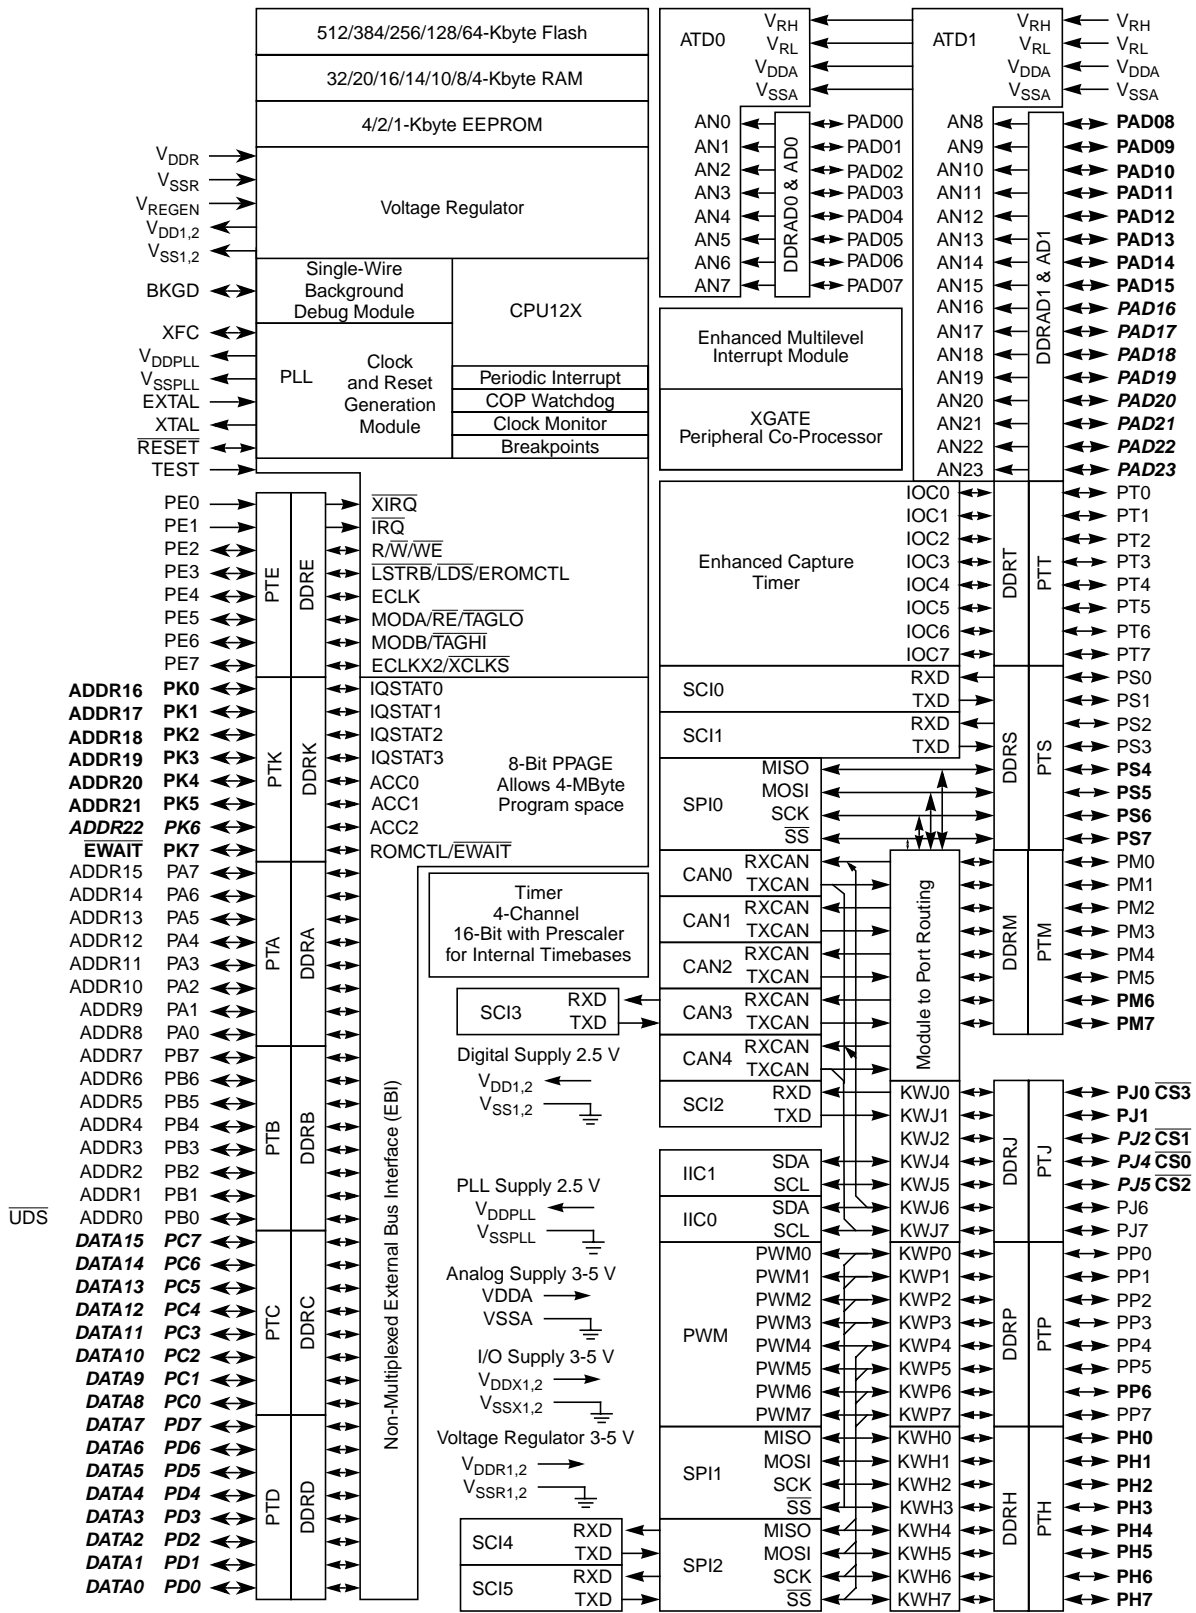 512/384/256/128/64-Kbyte Flash
32/20/16/14/10/8/4-Kbyte RAM
4/2/1-Kbyte EEPROM
VDDR
VSSR
VREGEN
VDD1,2
VSS1,2
Voltage Regulator
BKGD
Single-Wire
Background
Debug Module
CPU12X
XFC
VDDPLL
VSSPLL
EXTAL
XTAL
RESET
TEST
PLL
Clock
and Reset
Generation
Module
Periodic Interrupt
COP Watchdog
Clock Monitor
Breakpoints
PE0 XIRQ
PE1 IRQ
PE2 R/W/WE
PE3 LSTRB/LDS/EROMCTL
PE4 ECLK
PE5 MODA/RE/TAGLO
PE6 MODB/TAGHI
PE7 ECLKX2/XCLKS
PTE
DDRE
ADDR16 PK0 IQSTAT0
ADDR17 PK1 IQSTAT1
ADDR18 PK2 IQSTAT2
ADDR19 PK3 IQSTAT3
ADDR20 PK4 ACC0
ADDR21 PK5 ACC1
ADDR22 PK6 ACC2
EWAIT PK7 ROMCTL/EWAIT
PTK
DDRK
8-Bit PPAGE
Allows 4-MByte
Program space
ADDR15 PA7
ADDR14 PA6
ADDR13 PA5
ADDR12 PA4
ADDR11 PA3
ADDR10 PA2
ADDR9 PA1
ADDR8 PA0
PTA
DDRA
ADDR7 PB7
ADDR6 PB6
ADDR5 PB5
ADDR4 PB4
ADDR3 PB3
ADDR2 PB2
ADDR1 PB1
UDS ADDR0 PB0
PTB
DDRB
DATA15 PC7
DATA14 PC6
DATA13 PC5
DATA12 PC4
DATA11 PC3
DATA10 PC2
DATA9 PC1
DATA8 PC0
PTC
DDRC
DATA7 PD7
DATA6 PD6
DATA5 PD5
DATA4 PD4
DATA3 PD3
DATA2 PD2
DATA1 PD1
DATA0 PD0
PTD
DDRD
Non-Multiplexed External Bus Interface (EBI)
Timer
4-Channel
16-Bit with Prescaler
for Internal Timebases
SCI3
RXD
TXD
Digital Supply 2.5 V
VDD1,2
VSS1,2
PLL Supply 2.5 V
VDDPLL
VSSPLL
Analog Supply 3-5 V
VDDA
VSSA
I/O Supply 3-5 V
VDDX1,2
VSSX1,2
Voltage Regulator 3-5 V
VDDR1,2
VSSR1,2
SCI4
RXD
TXD
SCI5
RXD
TXD
ATD0
VRH
VRL
VDDA
VSSA
ATD1
VRH VRH
VRL VRL
VDDA VDDA
VSSA VSSA
AN0 PAD00
AN1 PAD01
AN2 PAD02
AN3 PAD03
AN4 PAD04
AN5 PAD05
AN6 PAD06
AN7 PAD07
DDRAD0 & AD0
AN8 PAD08
AN9 PAD09
AN10 PAD10
AN11 PAD11
AN12 PAD12
AN13 PAD13
AN14 PAD14
AN15 PAD15
AN16 PAD16
AN17 PAD17
AN18 PAD18
AN19 PAD19
AN20 PAD20
AN21 PAD21
AN22 PAD22
AN23 PAD23
DDRAD1 & AD1
Enhanced Multilevel
Interrupt Module
XGATE
Peripheral Co-Processor
Enhanced Capture
Timer
IOC0 PT0
IOC1 PT1
IOC2 PT2
IOC3 PT3
IOC4 PT4
IOC5 PT5
IOC6 PT6
IOC7 PT7
DDRT
PTT
SCI0
RXD PS0
TXD PS1
SCI1
RXD PS2
TXD PS3
SPI0
MISO PS4
MOSI PS5
SCK PS6
SS PS7
DDRS
PTS
CAN0
RXCAN PM0
TXCAN PM1
CAN1
RXCAN PM2
TXCAN PM3
CAN2
RXCAN PM4
TXCAN PM5
CAN3
RXCAN PM6
TXCAN PM7
CAN4
RXCAN
TXCAN
Module to Port Routing
DDRM
PTM
SCI2
RXD KWJ0 PJ0 CS3
TXD KWJ1 PJ1
KWJ2 PJ2 CS1
IIC1
SDA KWJ4 PJ4 CS0
SCL KWJ5 PJ5 CS2
IIC0
SDA KWJ6 PJ6
SCL KWJ7 PJ7
DDRJ
PTJ
PWM
PWM0 KWP0 PP0
PWM1 KWP1 PP1
PWM2 KWP2 PP2
PWM3 KWP3 PP3
PWM4 KWP4 PP4
PWM5 KWP5 PP5
PWM6 KWP6 PP6
PWM7 KWP7 PP7
DDRP
PTP
SPI1
MISO KWH0 PH0
MOSI KWH1 PH1
SCK KWH2 PH2
SS KWH3 PH3
SPI2
MISO KWH4 PH4
MOSI KWH5 PH5
SCK KWH6 PH6
SS KWH7 PH7
DDRH
PTH